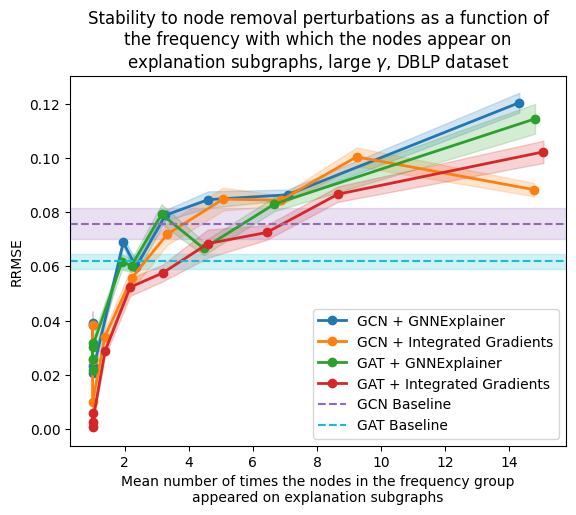 Stability to node removal perturbations as a function of
the frequency with which the nodes appear on
explanation subgraphs, large γ, DBLP dataset
0.12
0.10
0.08
0.06
0.04
0.02
0.00
RRMSE
GCN + GNNExplainer
GCN + Integrated Gradients
GAT + GNNExplainer
GAT + Integrated Gradients
GCN Baseline
GAT Baseline
2 4 6 8 10 12 14
Mean number of times the nodes in the frequency group
appeared on explanation subgraphs